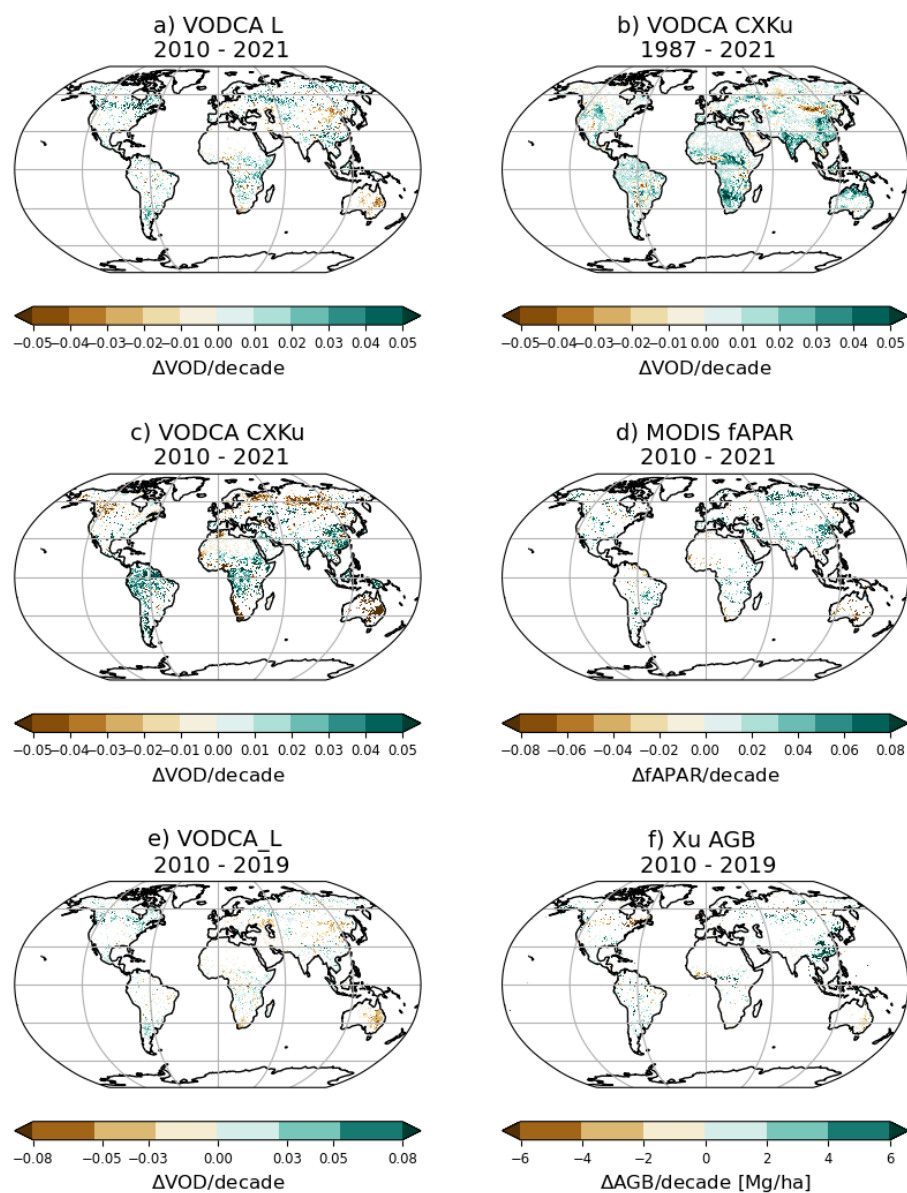 a) VODCA L
2010 - 2021
b) VODCA CXKu
1987 - 2021
−0.05−0.04−0.03−0.02−0.01 0.00 0.01 0.02 0.03 0.04 0.05
ΔVOD/decade
−0.05−0.04−0.03−0.02−0.01 0.00 0.01 0.02 0.03 0.04 0.05
ΔVOD/decade
c) VODCA CXKu
2010 - 2021
d) MODIS fAPAR
2010 - 2021
−0.05−0.04−0.03−0.02−0.01 0.00 0.01 0.02 0.03 0.04 0.05
ΔVOD/decade
−0.08 −0.06 −0.04 −0.02 0.00 0.02 0.04 0.06 0.08
ΔfAPAR/decade
e) VODCA_L
2010 - 2019
f) Xu AGB
2010 - 2019
−0.08 −0.05 −0.03 0.00 0.03 0.05 0.08
ΔVOD/decade
−6 −4 −2 0 2 4 6
ΔAGB/decade [Mg/ha]